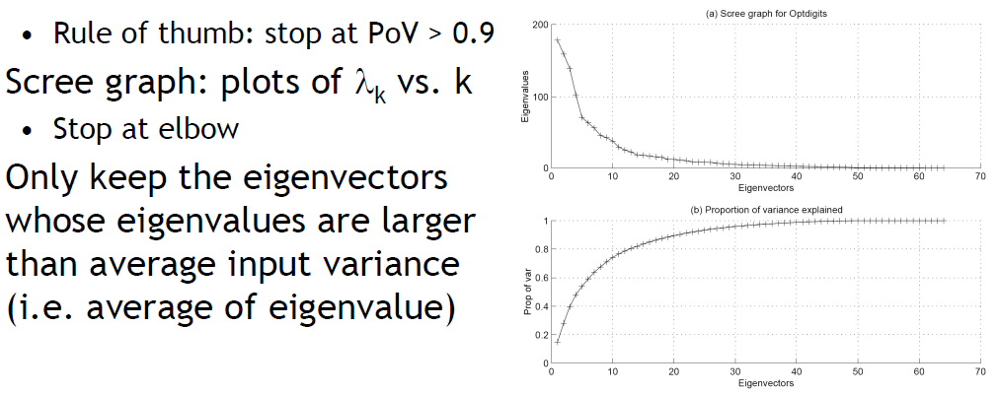 • Rule of thumb: stop at PoV > 0.9
Scree graph: plots of λk vs. k
• Stop at elbow
Only keep the eigenvectors
whose eigenvalues are larger
than average input variance
(i.e. average of eigenvalue)
(a) Scree graph for Optdigits
200
100
0
Eigenvalues
0 10 20 30 40 50 60 70
Eigenvectors
(b) Proportion of variance explained
1
0.8
0.6
0.4
0.2
0
Prop of var
0 10 20 30 40 50 60 70
Eigenvectors